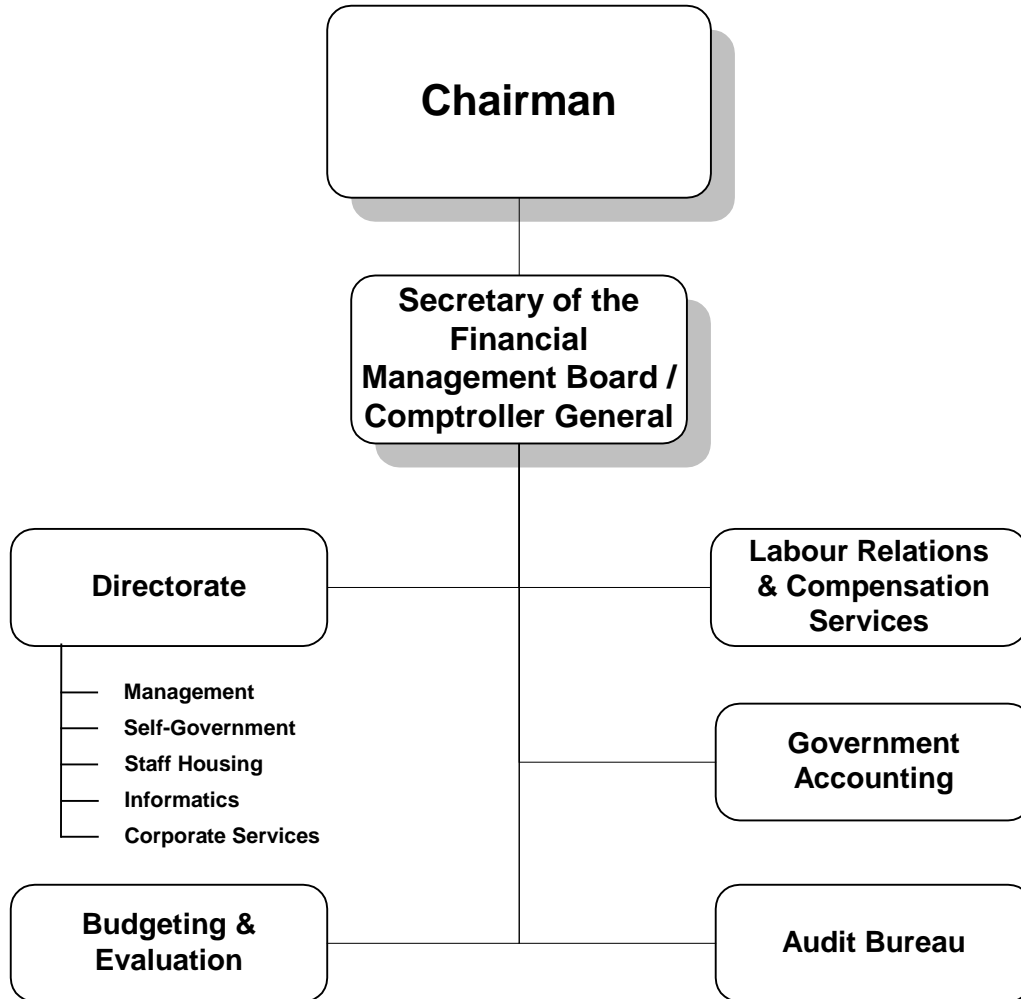 Chairman
Secretary of the
Financial
Management Board /
Comptroller General
Directorate
Labour Relations
& Compensation
Services
Management
Self-Government
Staff Housing
Informatics
Corporate Services
Government
Accounting
Budgeting &
Evaluation
Audit Bureau